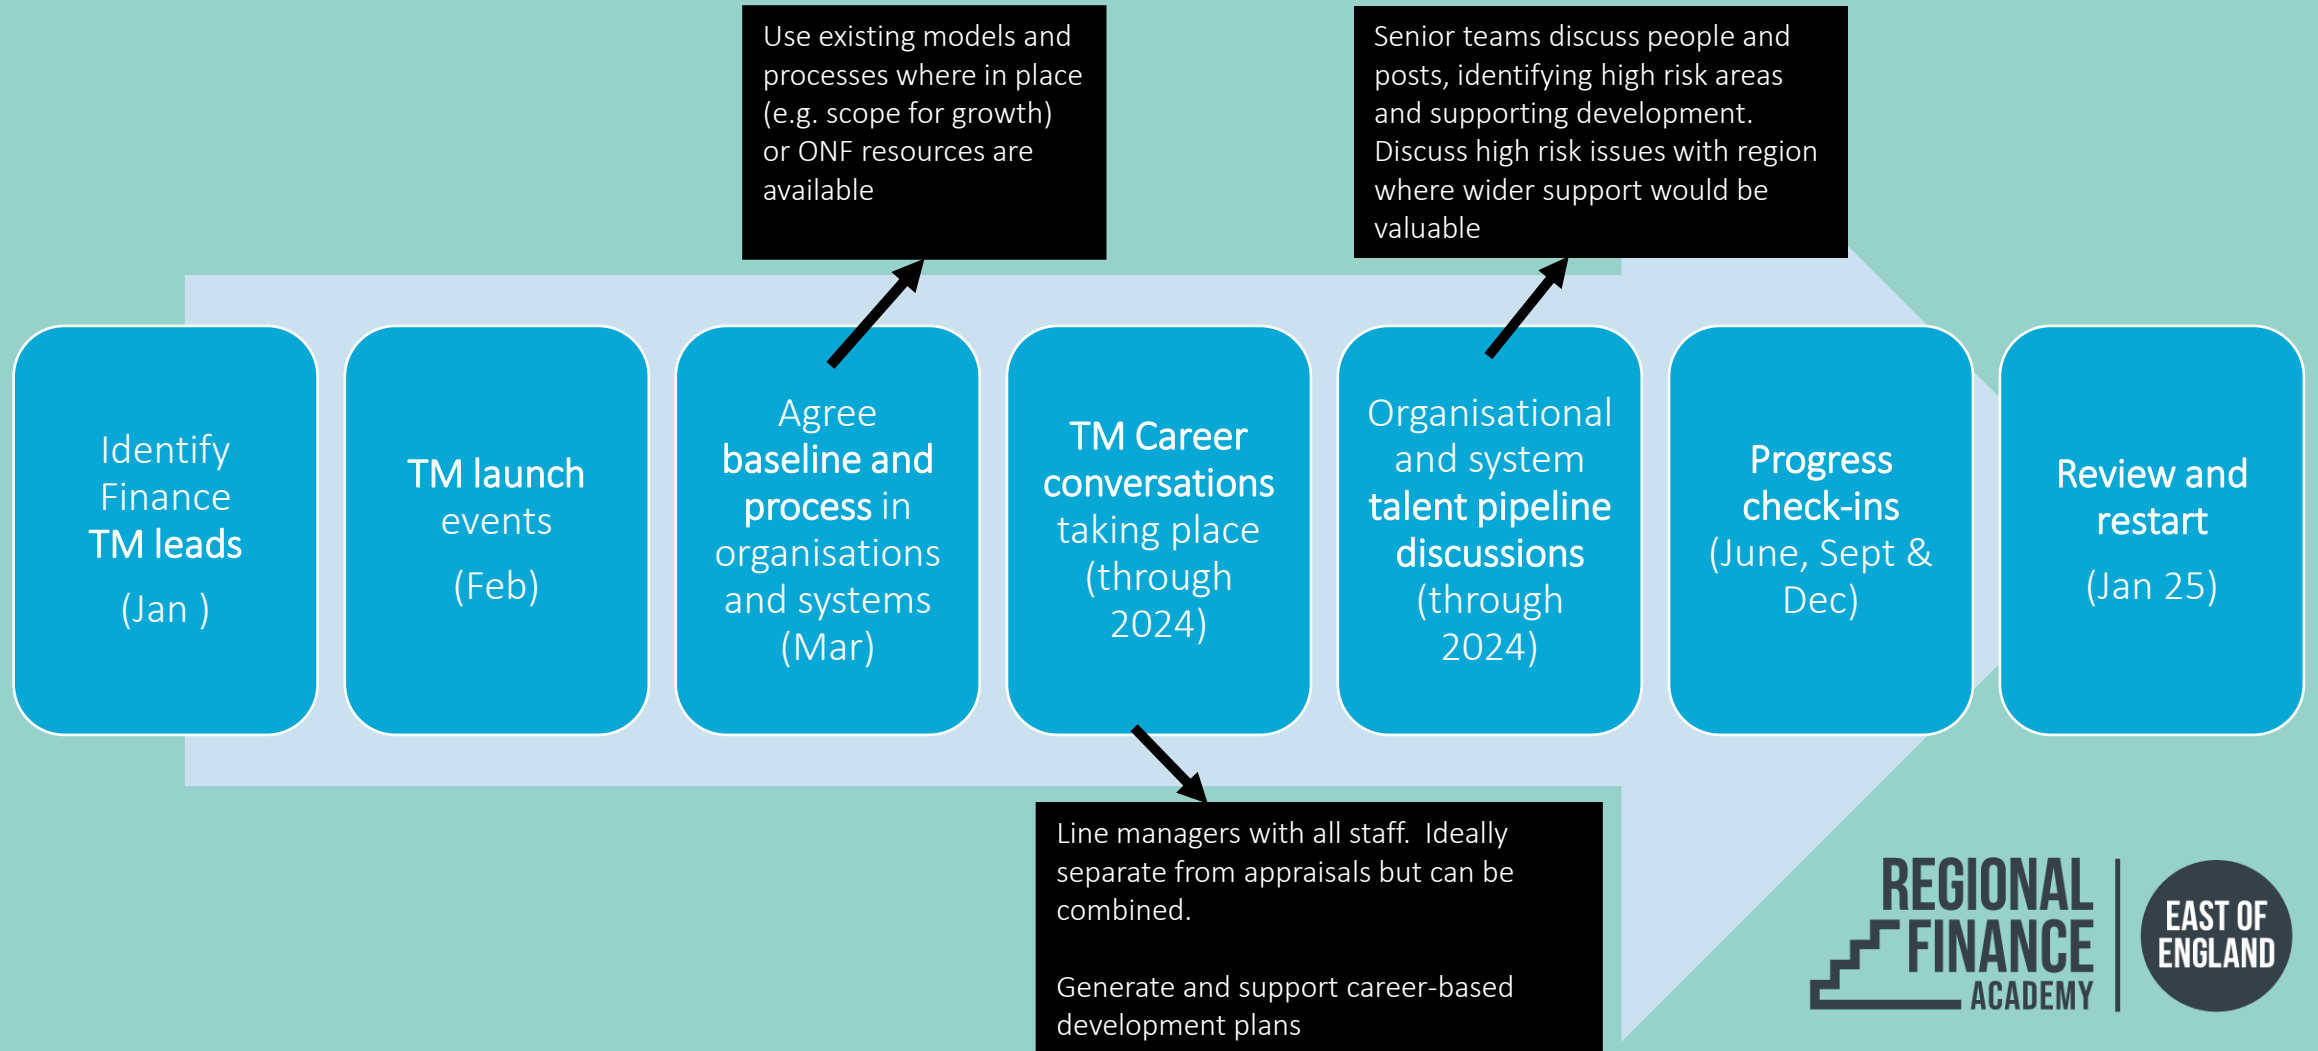 Use existing models and
processes where in place
(e.g. scope for growth)
or ONF resources are
available
Senior teams discuss people and
posts, identifying high risk areas
and supporting development.
Discuss high risk issues with region
where wider support would be
valuable
Identify
Finance
TM leads
(Jan )
TM launch
events
(Feb)
Agree
baseline and
process in
organisations
and systems
(Mar)
TM Career
conversations
taking place
(through
2024)
Organisational
and system
talent pipeline
discussions
(through
2024)
Progress
check-ins
(June, Sept &
Dec)
Review and
restart
(Jan 25)
Line managers with all staff.  Ideally
separate from appraisals but can be
combined.
Generate and support career-based
development plans
REGIONAL
FINANCE
ACADEMY
EAST OF
ENGLAND